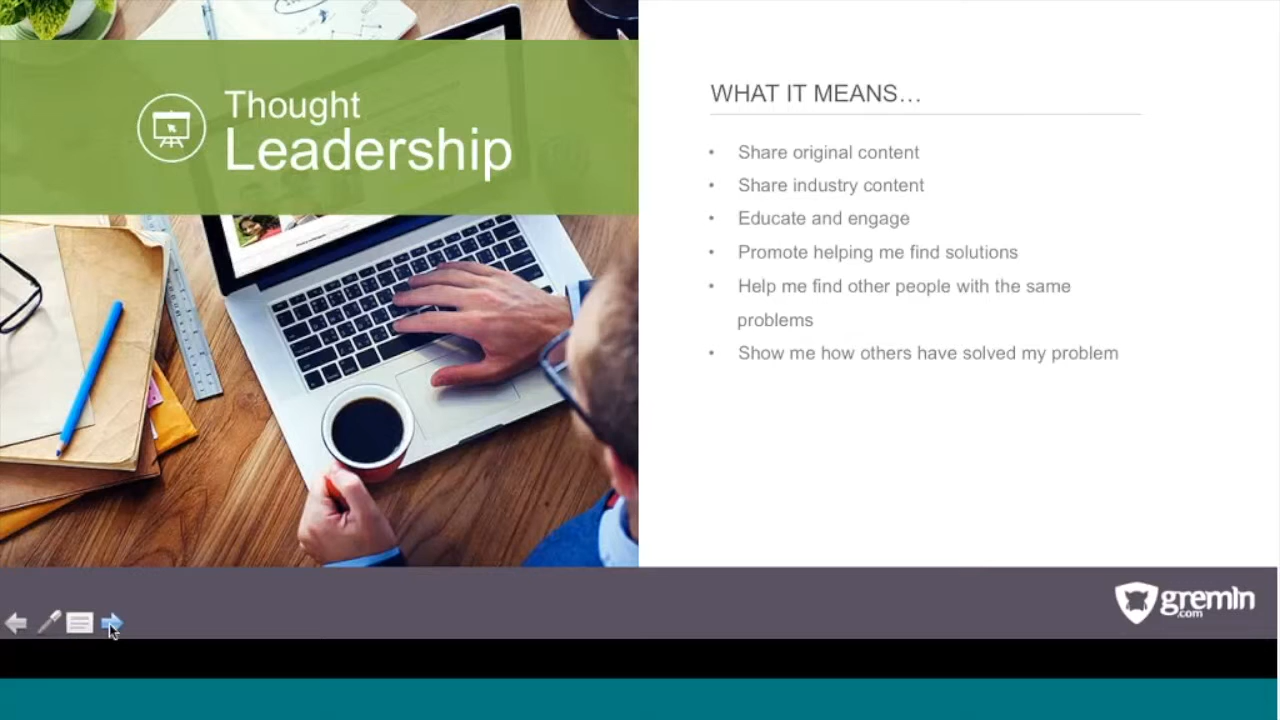 Thought
Leadership
WHAT IT MEANS…
• Share original content
• Share industry content
• Educate and engage
• Promote helping me find solutions
• Help me find other people with the same
problems
• Show me how others have solved my problem
gremln
.com